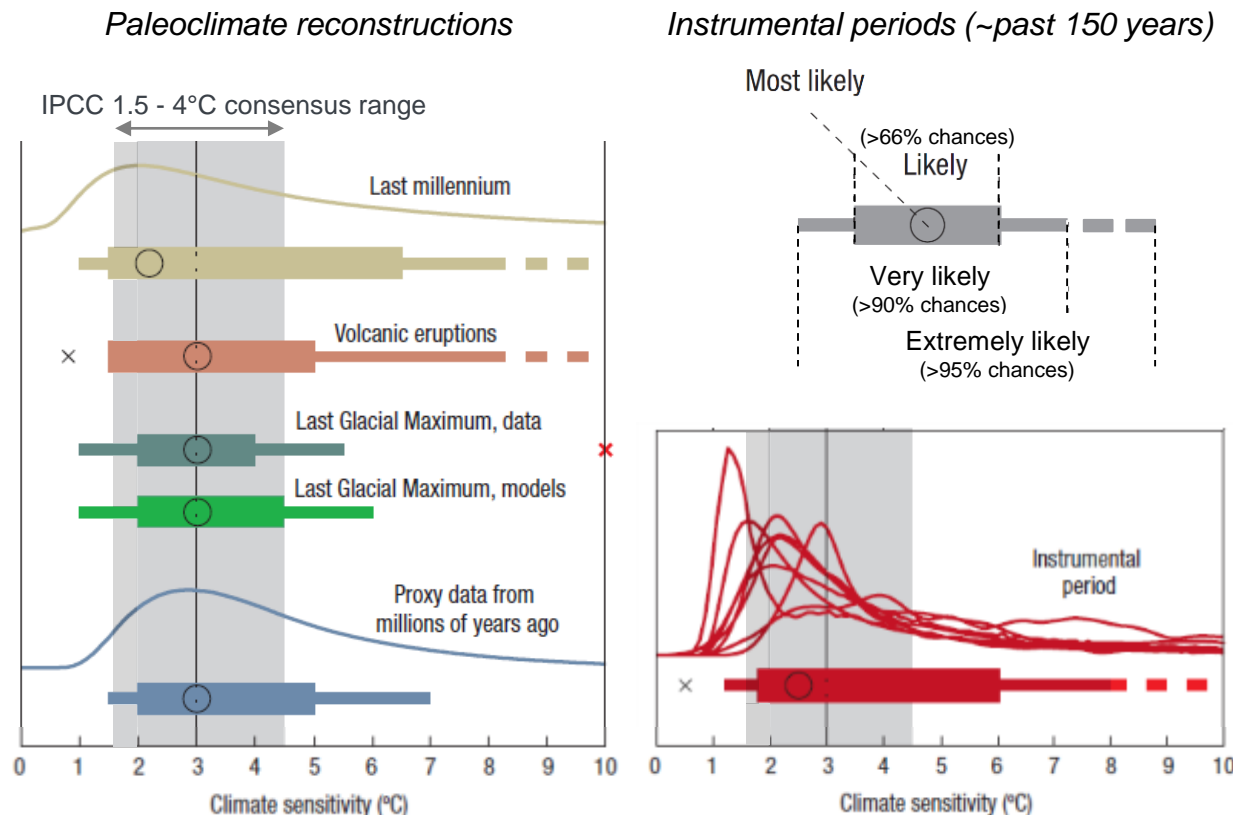 Paleoclimate reconstructions
IPCC 1.5 - 4°C consensus range
Last millennium
Volcanic eruptions
Last Glacial Maximum, data
Last Glacial Maximum, models
Proxy data from
millions of years ago
0 1 2 3 4 5 6 7 8 9 10
Climate sensitivity (ºC)
Instrumental periods (~past 150 years)
Most likely
(>66% chances)
Likely
Very likely
(>90% chances)
Extremely likely
(>95% chances)
Instrumental
period
0 1 2 3 4 5 6 7 8 9 10
Climate sensitivity (ºC)